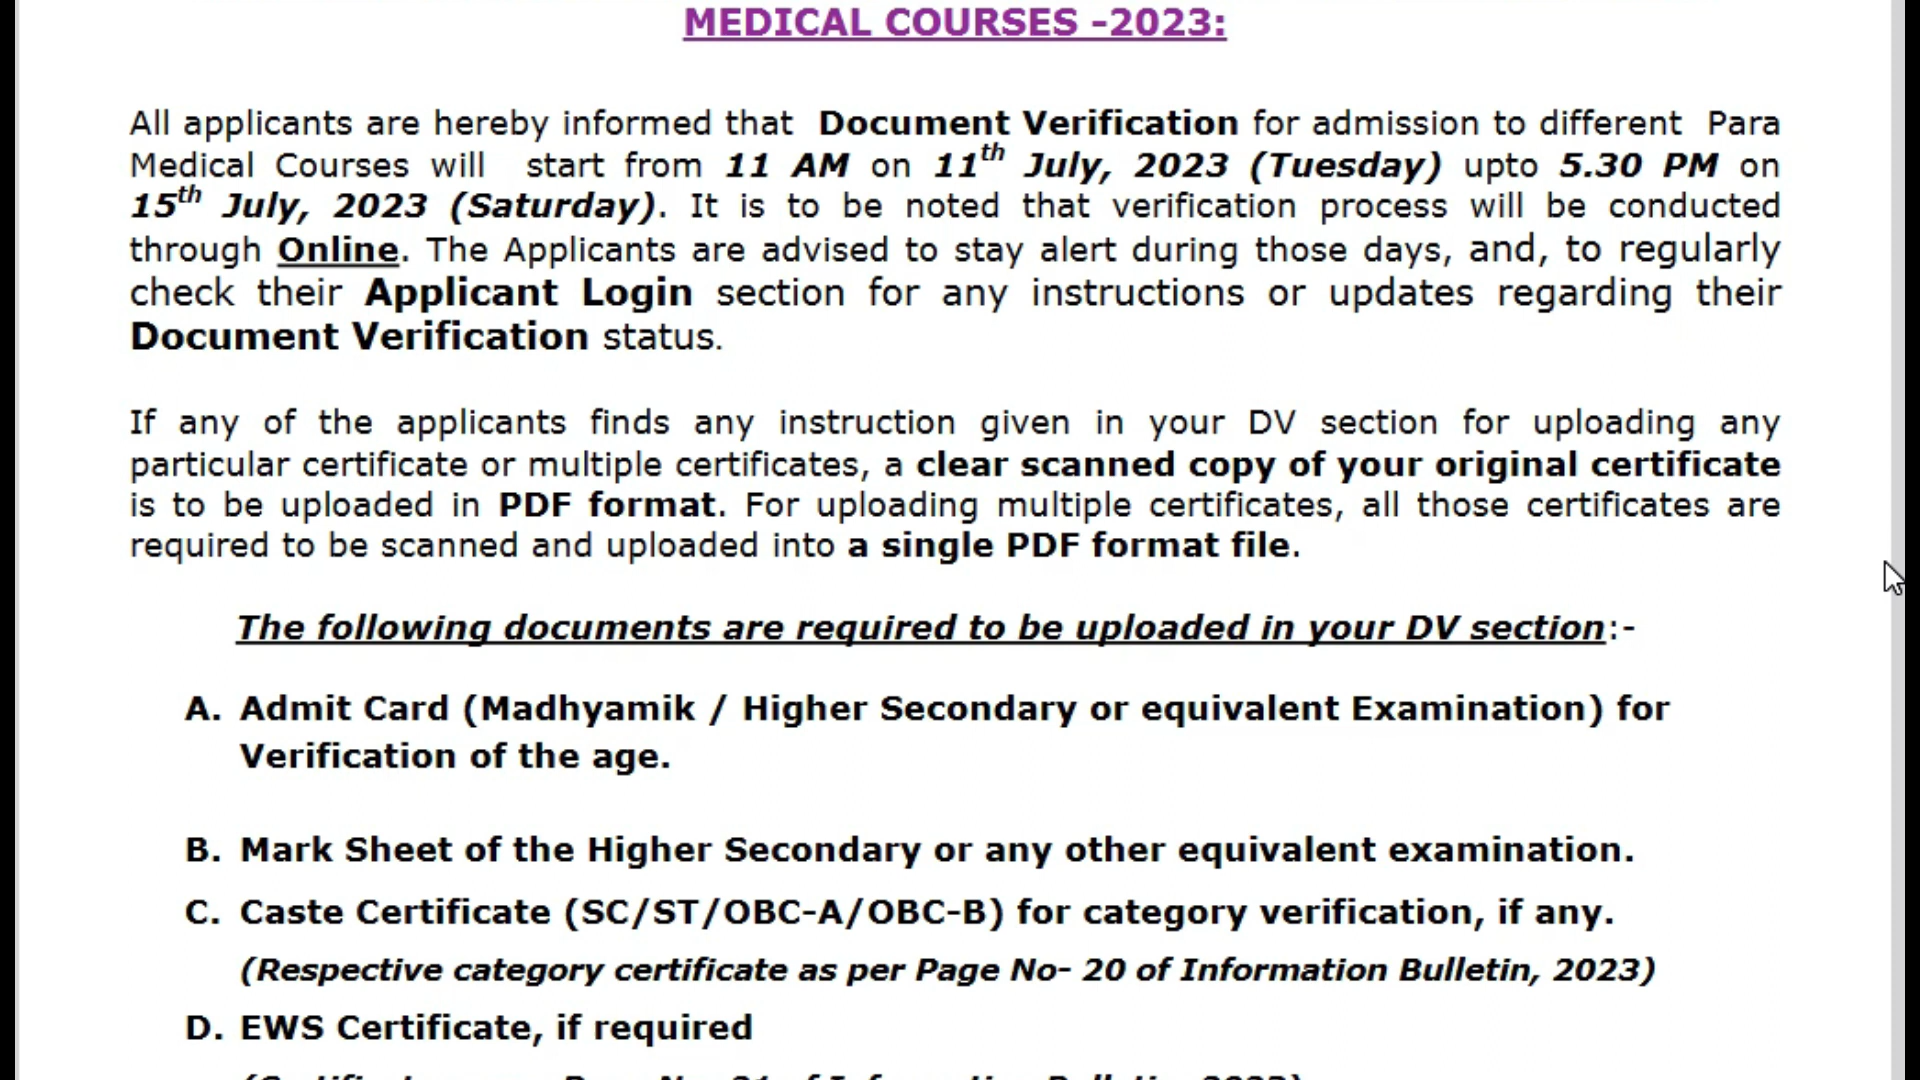 MEDICAL COURSES -2023:
All applicants are hereby informed that Document Verification for admission to different Para
Medical Courses will start from 11 AM on 11th July, 2023 (Tuesday) upto 5.30 PM on
15th July, 2023 (Saturday). It is to be noted that verification process will be conducted
through Online. The Applicants are advised to stay alert during those days, and, to regularly
check their Applicant Login section for any instructions or updates regarding their
Document Verification status.
If any of the applicants finds any instruction given in your DV section for uploading any
particular certificate or multiple certificates, a clear scanned copy of your original certificate
is to be uploaded in PDF format. For uploading multiple certificates, all those certificates are
required to be scanned and uploaded into a single PDF format file.
The following documents are required to be uploaded in your DV section:-
A. Admit Card (Madhyamik / Higher Secondary or equivalent Examination) for
Verification of the age.
B. Mark Sheet of the Higher Secondary or any other equivalent examination.
C. Caste Certificate (SC/ST/OBC-A/OBC-B) for category verification, if any.
(Respective category certificate as per Page No- 20 of Information Bulletin, 2023)
D. EWS Certificate, if required